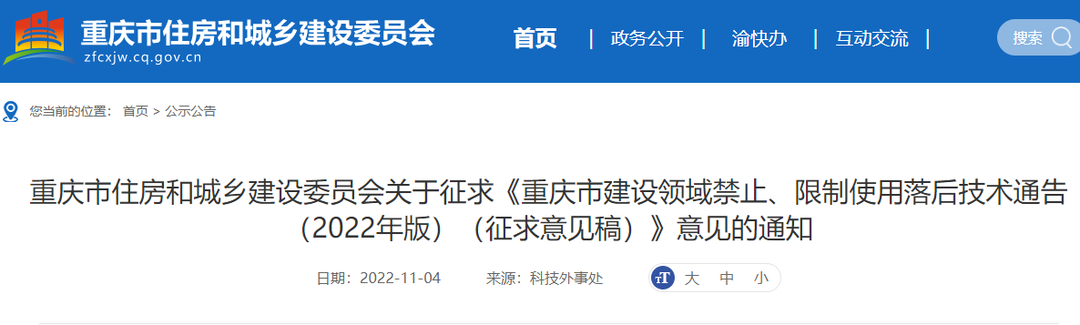 重庆市住房和城乡建设委员会
zfcxjw.cq.gov.cn
首页 | 政务公开 | 渝快办 | 互动交流 | 搜索
您当前的位置： 首页 > 公示公告
重庆市住房和城乡建设委员会关于征求《重庆市建设领域禁止、限制使用落后技术通告
（2022年版）（征求意见稿）》意见的通知
日期：2022-11-04 来源：科技外事处 TT 大 中 小